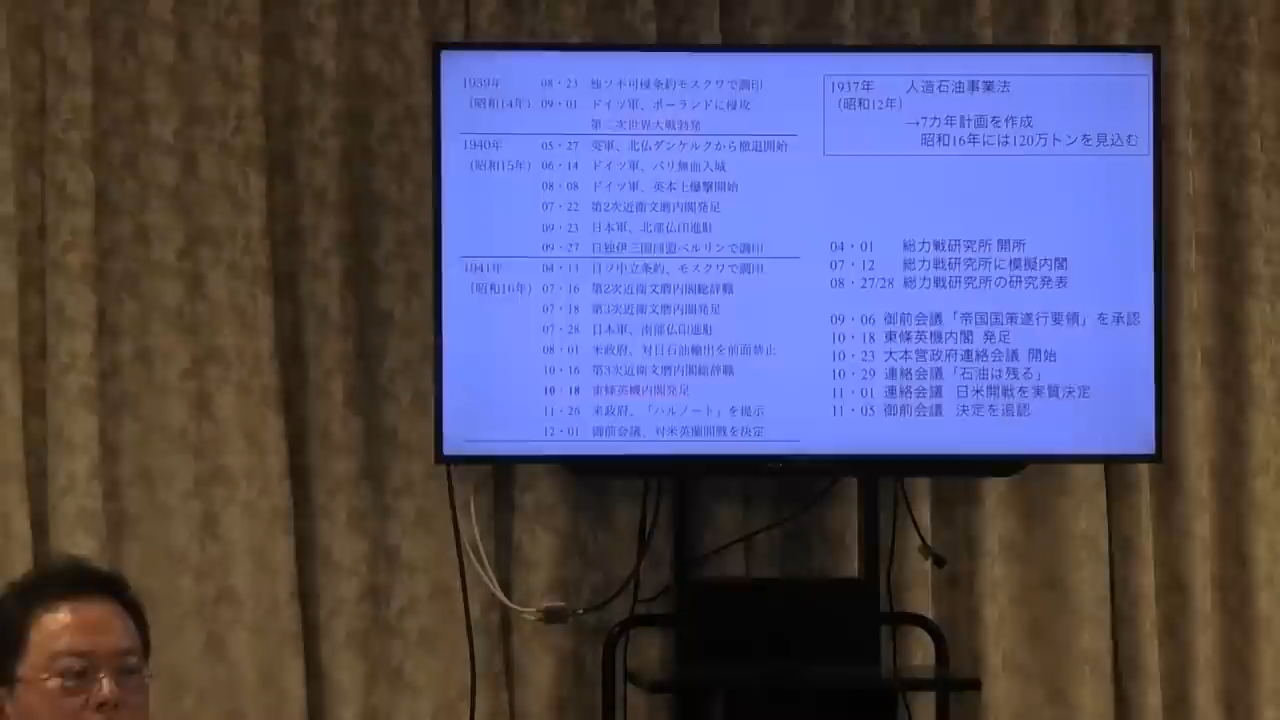 1939年 08・23 独ソ不可侵条約モスクワで調印
(昭和14年) 09・01 ドイツ軍、ポーランドに侵攻
第二次世界大戦勃発
1940年 05・27 英軍、北仏ダンケルクから撤退開始
(昭和15年) 06・14 ドイツ軍、パリ無血入城
08・08 ドイツ軍、英本土爆撃開始
07・22 第2次近衛文麿内閣発足
09・23 日本軍、北部仏印進駐
09・27 日独伊三国同盟ベルリンで調印
1941年 04・13 日ソ中立条約、モスクワで調印
(昭和16年) 07・16 第2次近衛文麿内閣総辞職
07・18 第3次近衛文麿内閣発足
07・28 日本軍、南部仏印進駐
08・01 米政府、対日石油輸出を前面禁止
10・16 第3次近衛文麿内閣総辞職
10・18 東條英機内閣発足
11・26 米政府、「ハルノート」を提示
12・01 御前会議、対米英蘭開戦を決定
1937年 人造石油事業法
(昭和12年)
→7カ年計画を作成
昭和16年には120万トンを見込む
04・01 総力戦研究所 開所
07・12 総力戦研究所に模擬内閣
08・27/28 総力戦研究所の研究発表
09・06 御前会議「帝国国策遂行要領」を承認
10・18 東條英機内閣 発足
10・23 大本営政府連絡会議 開始
10・29 連絡会議「石油は残る」
11・01 連絡会議 日米開戦を実質決定
11・05 御前会議 決定を追認